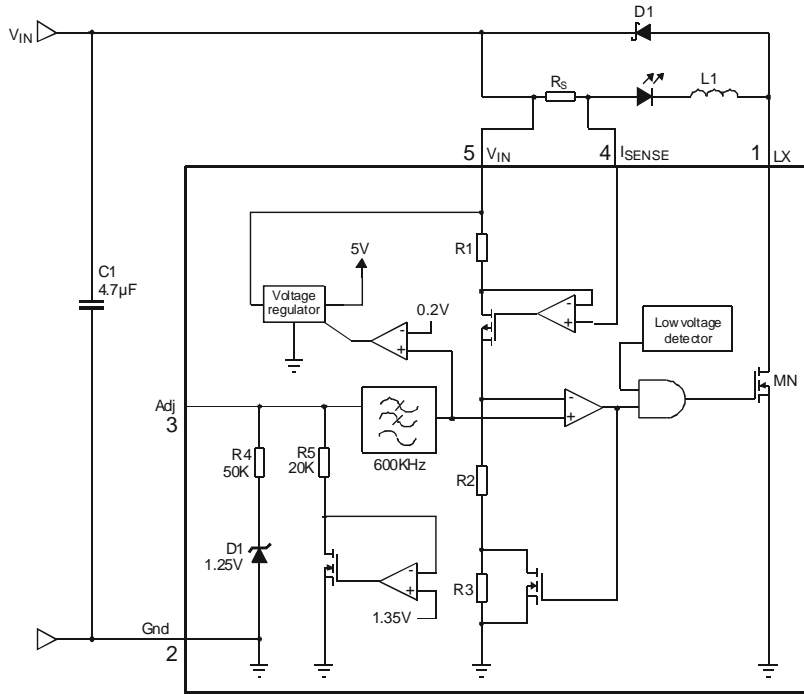 D1
VIN
RS
L1
5 VIN
4 ISENSE
1 LX
R1
5V
C1
4.7µF
Voltage
regulator
0.2V
Low voltage
detector
MN
Adj
3
R4
50K
R5
20K
600KHz
R2
D1
1.25V
R3
1.35V
Gnd
2